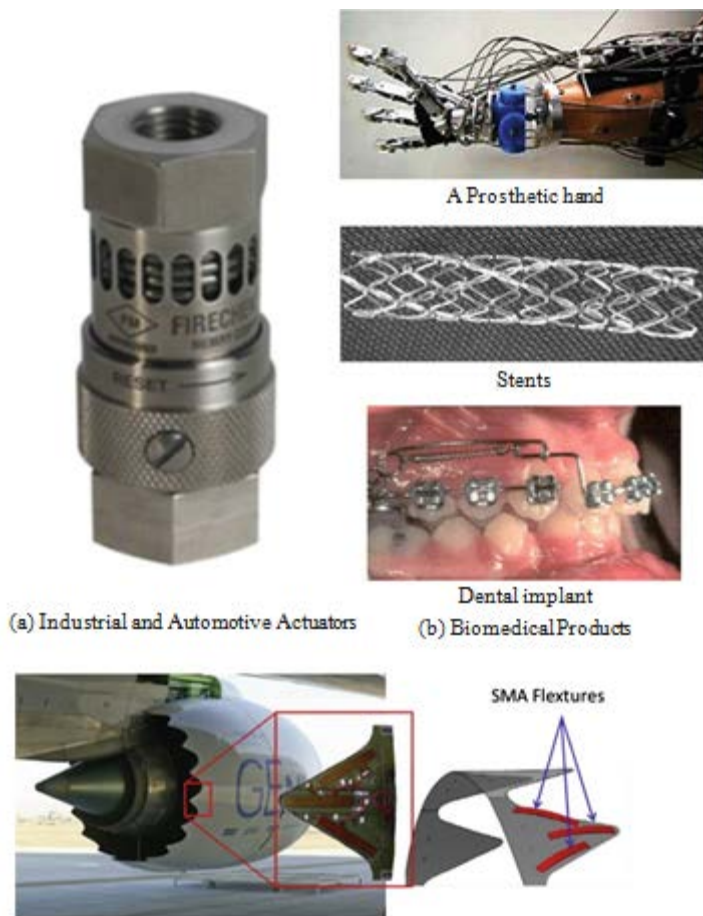 FIRECHEK
RESET
A Prosthetic hand
Stents
Dental implant
(a) Industrial and Automotive Actuators
(b) Biomedical Products
SMA Flextures
GE